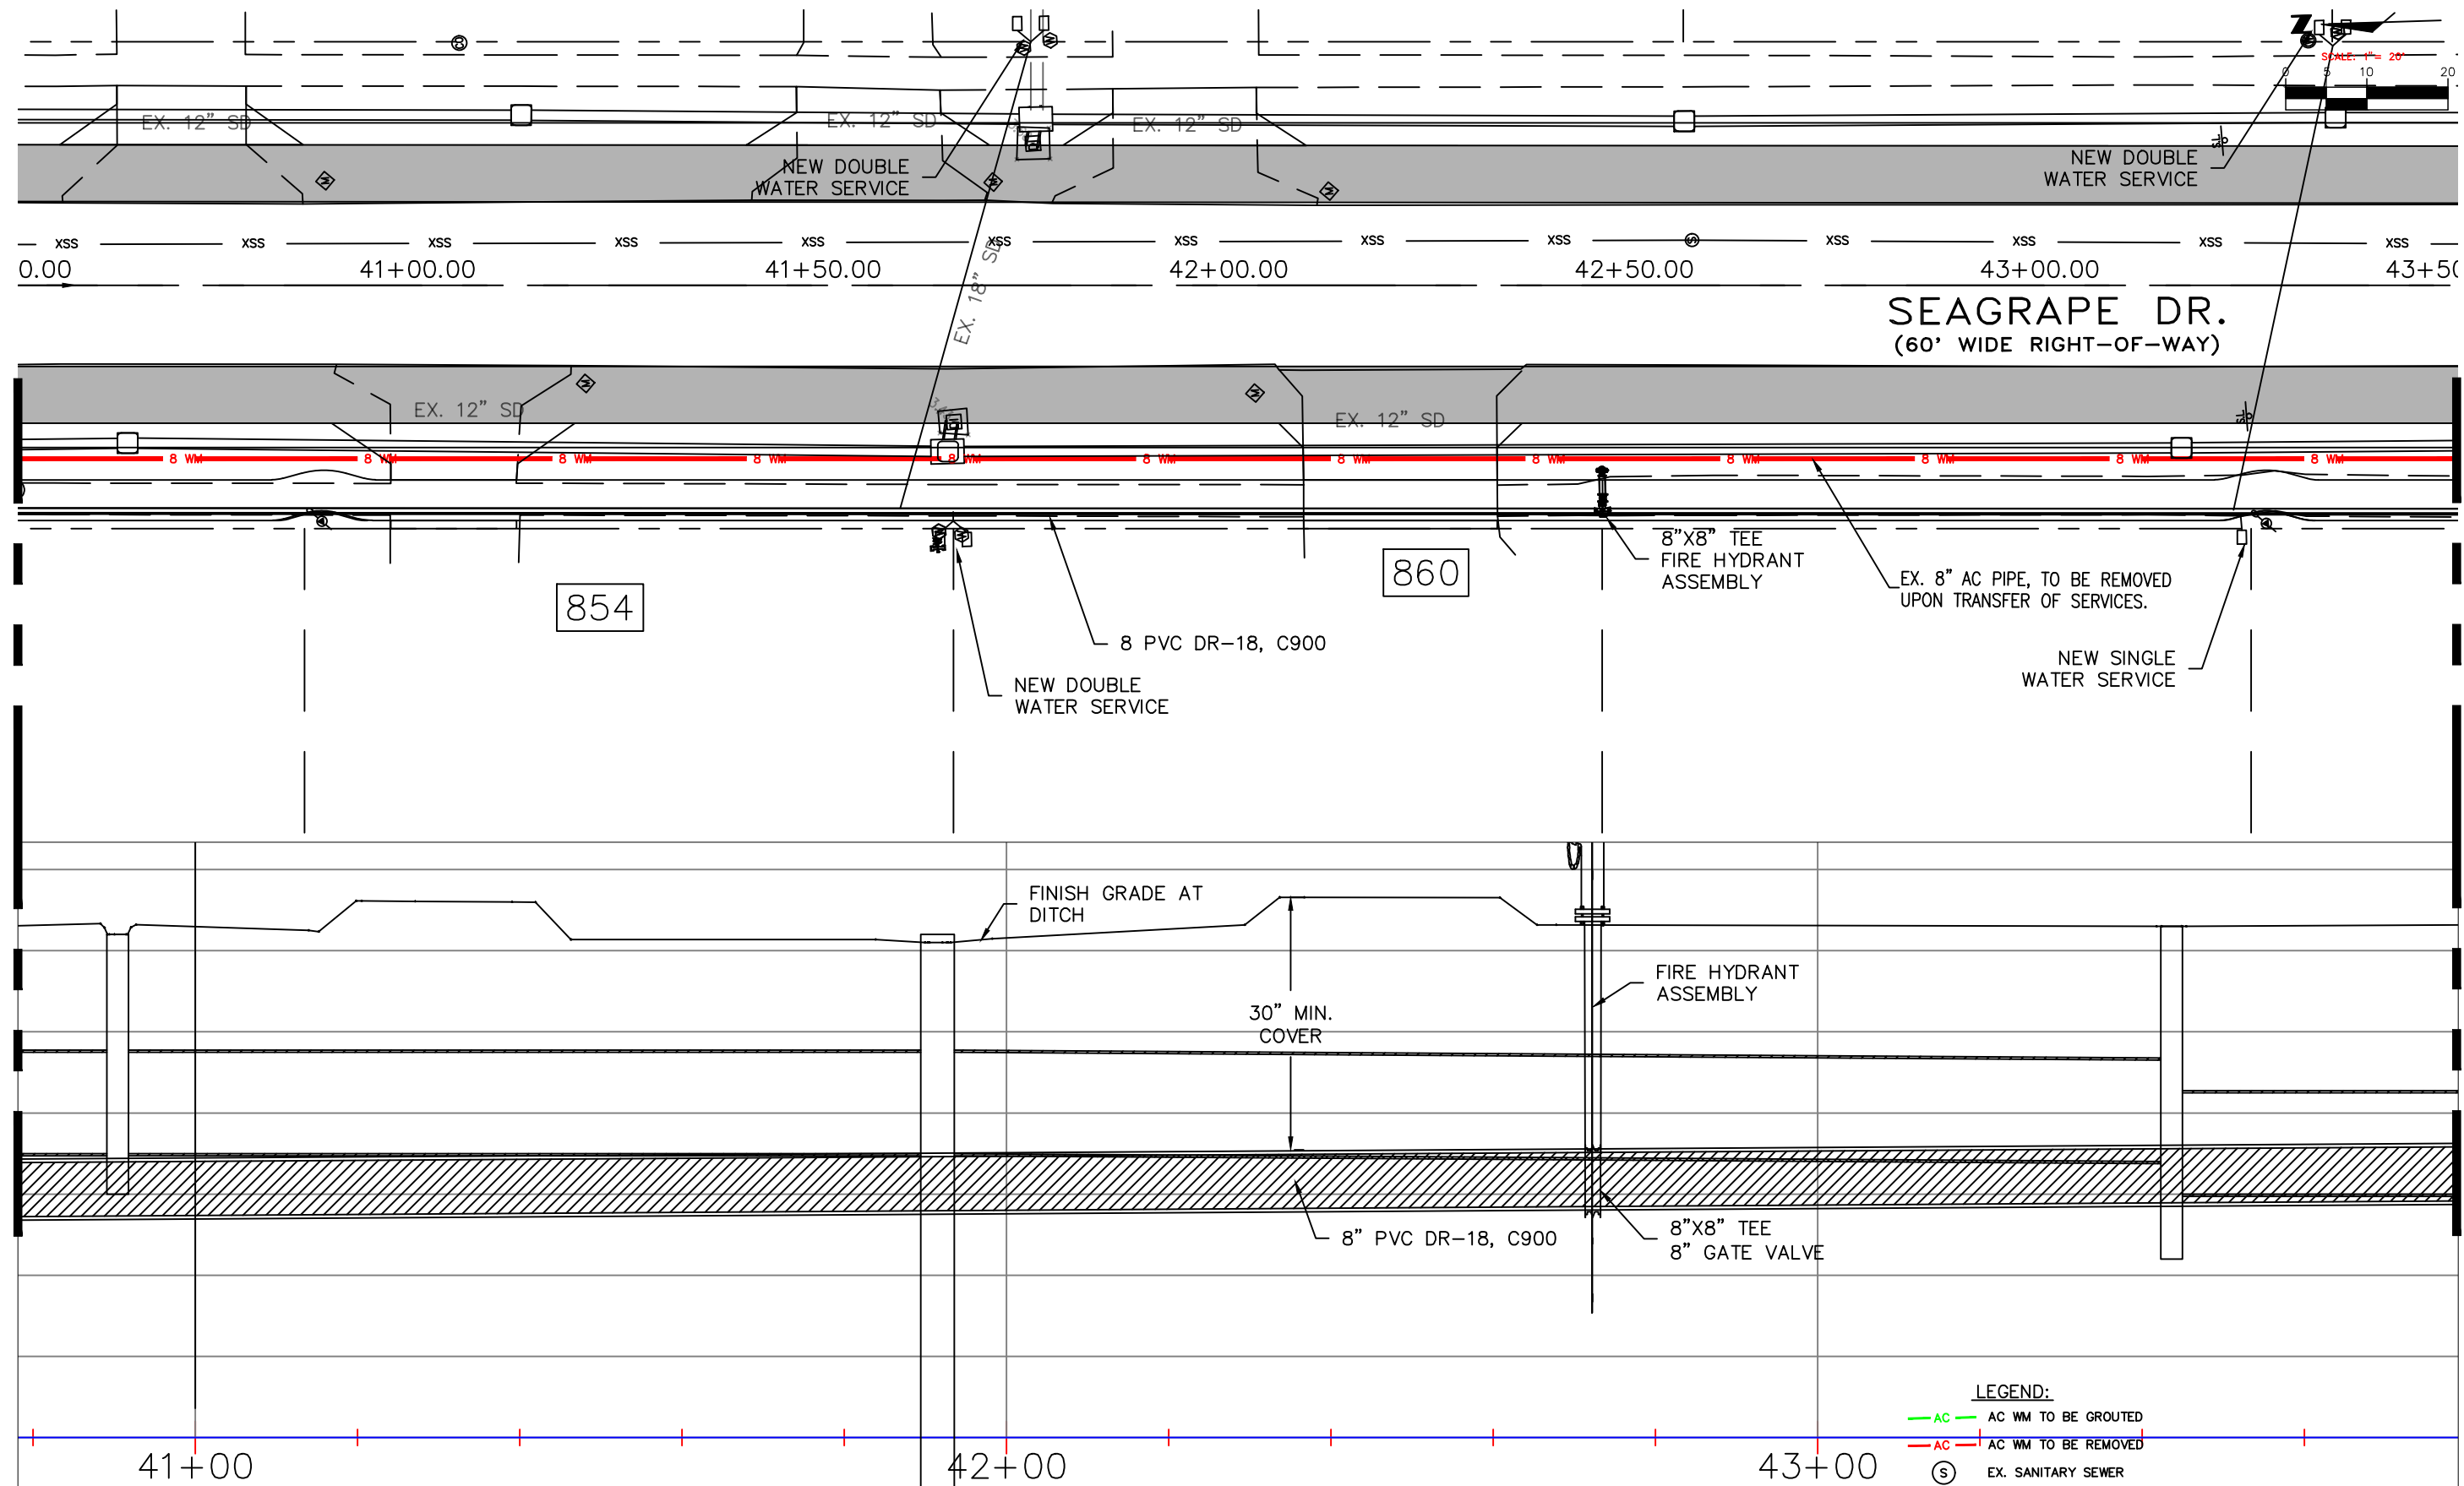 CO
W
W
Z
SCALE: 1"= 20'
0 5 10 20
EX. 12" SD
EX. 12" SD
EX. 12" SD
NEW DOUBLE
WATER SERVICE
NEW DOUBLE
WATER SERVICE
W
W
W
XSS XSS XSS XSS XSS XSS XSS XSS XSS S XSS XSS XSS XSS
0.00 41+00.00 41+50.00 42+00.00 42+50.00 43+00.00 43+50
EX. 18" SD
SEAGRAPE DR.
(60' WIDE RIGHT-OF-WAY)
W
W
EX. 12" SD
EX. 12" SD
8 WM 8 WM 8 WM 8 WM 8 WM 8 WM 8 WM 8 WM 8 WM 8 WM 8 WM 8 WM
W
8"X8" TEE
FIRE HYDRANT
ASSEMBLY
860
854
EX. 8" AC PIPE, TO BE REMOVED
UPON TRANSFER OF SERVICES.
8 PVC DR-18, C900
NEW DOUBLE
WATER SERVICE
NEW SINGLE
WATER SERVICE
FINISH GRADE AT
DITCH
FIRE HYDRANT
ASSEMBLY
30" MIN.
COVER
8" PVC DR-18, C900
8"X8" TEE
8" GATE VALVE
LEGEND:
AC AC WM TO BE GROUTED
AC AC WM TO BE REMOVED
S EX. SANITARY SEWER
41+00 42+00 43+00